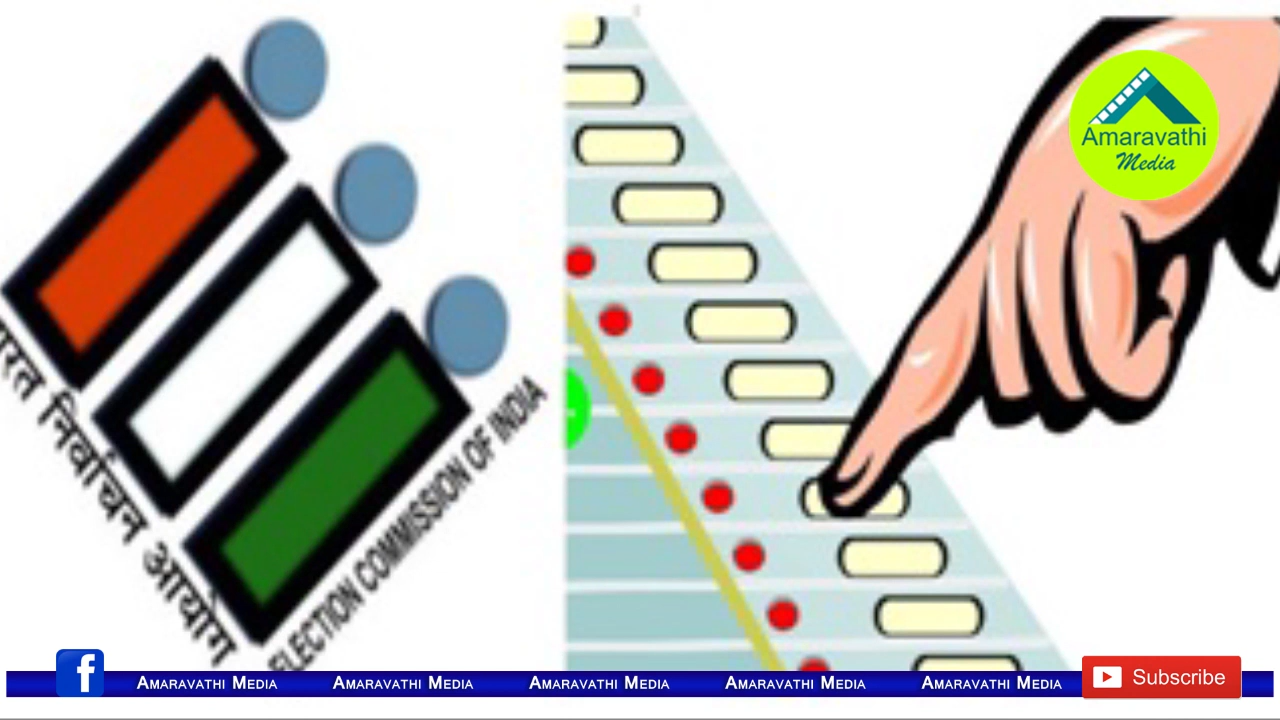 भारत निर्वाचन आयोग
ELECTION COMMISSION OF INDIA
Amaravathi
Media
f
AMARAVATHI MEDIA AMARAVATHI MEDIA AMARAVATHI MEDIA AMARAVATHI MEDIA AMARAVATHI MEDIA
Subscribe